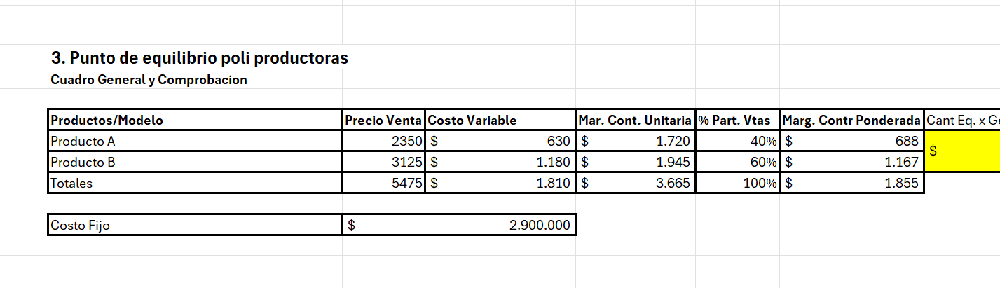 3. Punto de equilibrio poli productoras
Cuadro General y Comprobacion
Productos/Modelo Precio Venta Costo Variable Mar. Cont. Unitaria % Part. Vtas Marg. Contr Ponderada Cant Eq. x
Producto A 2350 $ 630 $ 1.720 40% $ 688
$
Producto B 3125 $ 1.180 $ 1.945 60% $ 1.167
Totales 5475 $ 1.810 $ 3.665 100% $ 1.855
Costo Fijo $ 2.900.000